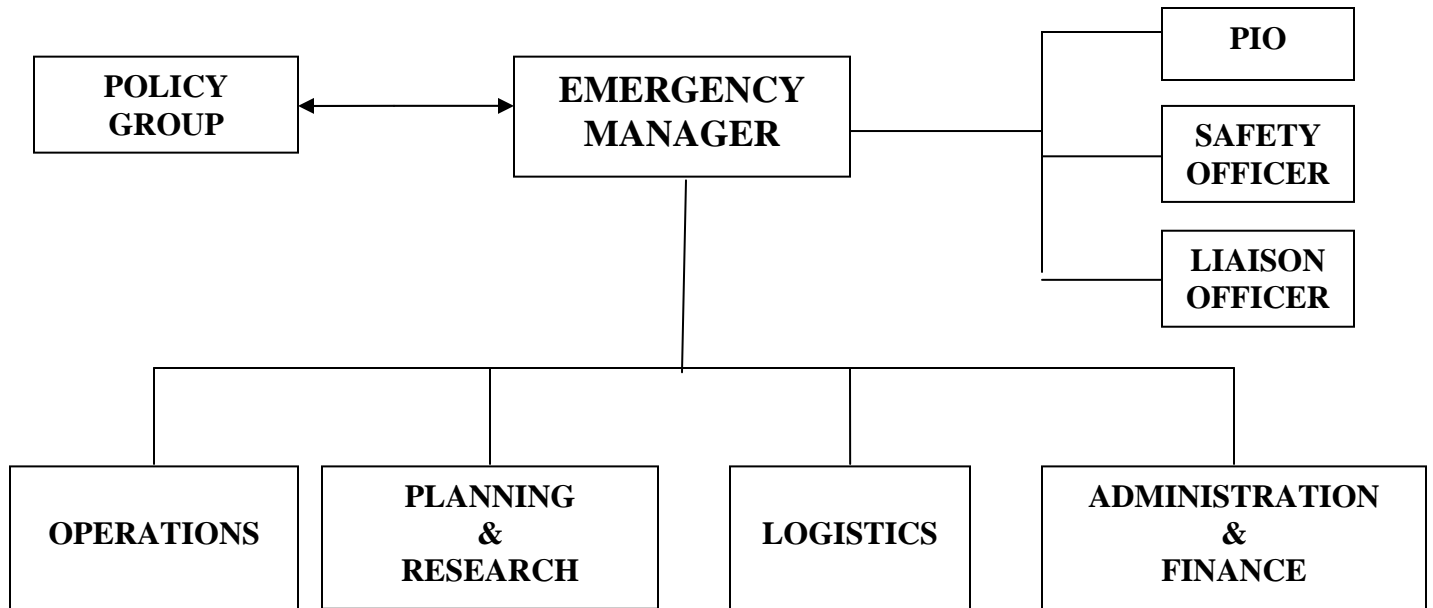 POLICY
GROUP
EMERGENCY
MANAGER
PIO
SAFETY
OFFICER
LIAISON
OFFICER
OPERATIONS
PLANNING
&
RESEARCH
LOGISTICS
ADMINISTRATION
&
FINANCE